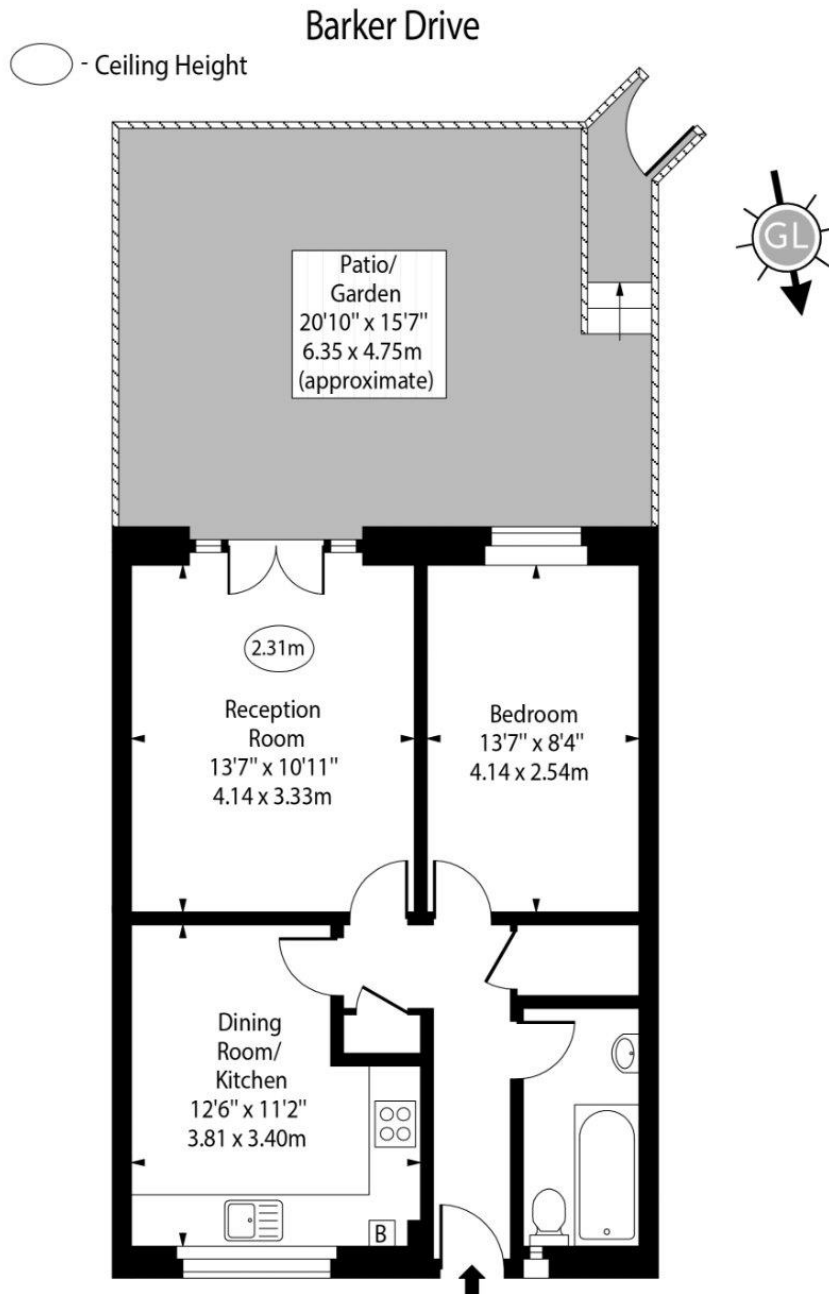 Barker Drive
- Ceiling Height
GL
Patio/
Garden
20'10" x 15'7"
6.35 x 4.75m
(approximate)
2.31m
Reception
Room
13'7" x 10'11"
4.14 x 3.33m
Bedroom
13'7" x 8'4"
4.14 x 2.54m
Dining
Room/
Kitchen
12'6" x 11'2"
3.81 x 3.40m
B